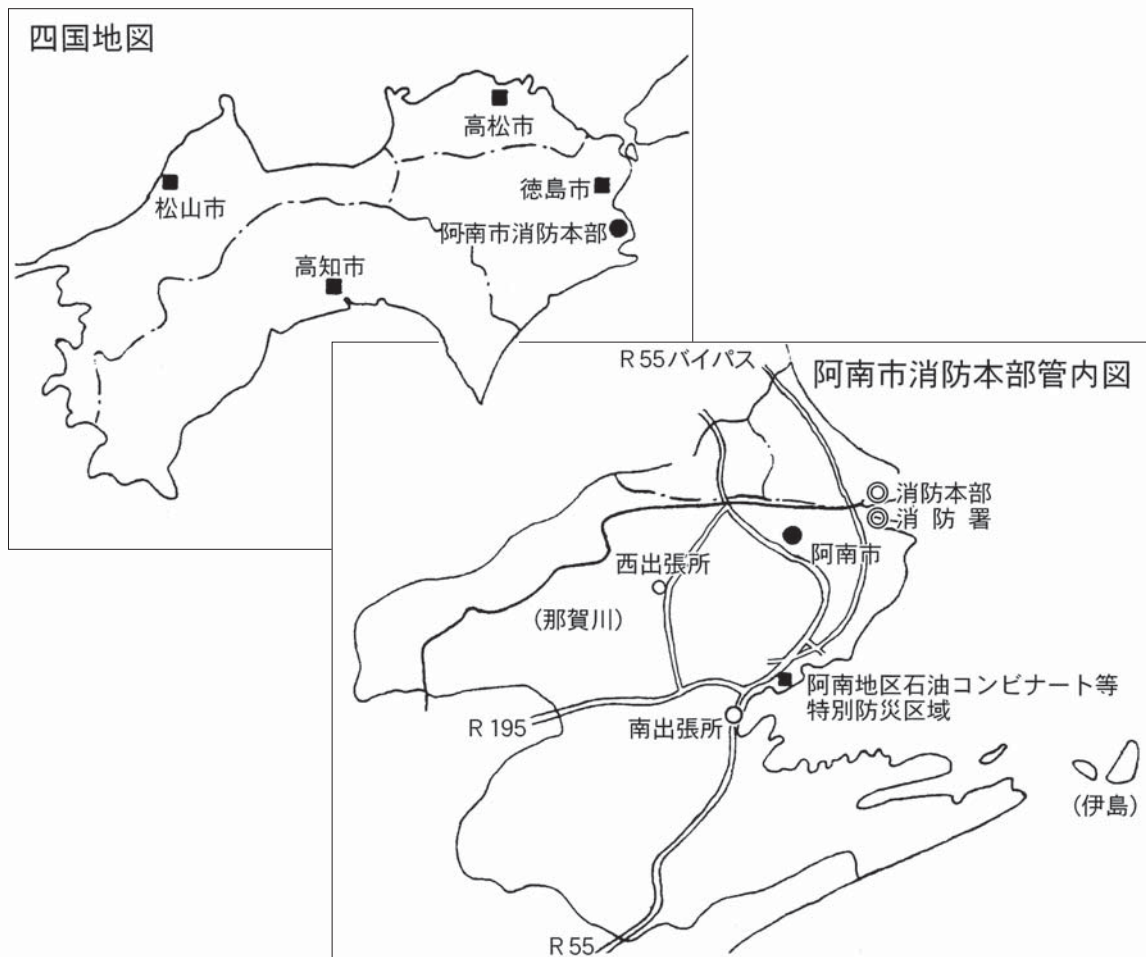 四国地図
高松市
徳島市
松山市
阿南市消防本部
高知市
R55バイパス
阿南市消防本部管内図
消防本部
消防署
阿南市
西出張所
(那賀川)
阿南地区石油コンビナート等
特別防災区域
R195
南出張所
(伊島)
R55